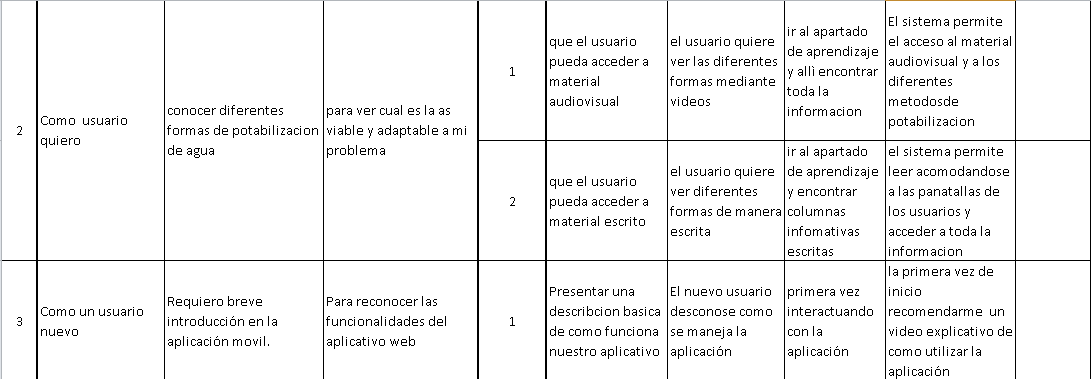 2
Como  usuario
quiero
conocer diferentes
formas de potabilizacion
de agua
para ver cual es la as
viable y adaptable a mi
problema
1
que el usuario
pueda acceder a
material
audiovisual
el usuario quiere
ver las diferentes
formas mediante
videos
ir al apartado
de aprendizaje
y allì encontrar
toda la
informacion
El sistema permite
el acceso al material
audiovisual y a los
diferentes
metodosde
potabilizacion
2
que el usuario
pueda acceder a
material escrito
el usuario quiere
ver diferentes
formas de manera
escrita
ir al apartado
de aprendizaje
y encontrar
columnas
infomativas
escritas
el sistema permite
leer acomodandose
a las panatallas de
los usuarios y
acceder a toda la
informacion
3
Como un usuario
nuevo
Requiero breve
introducción en la
aplicación movil.
Para reconocer las
funcionalidades del
aplicativo web
1
Presentar una
describcion basica
de como funciona
nuestro aplicativo
El nuevo usuario
desconose como
se maneja la
aplicación
primera vez
interactuando
con la
aplicación
la primera vez de
inicio
recomendarme  un
video explicativo de
como utilizar la
aplicación